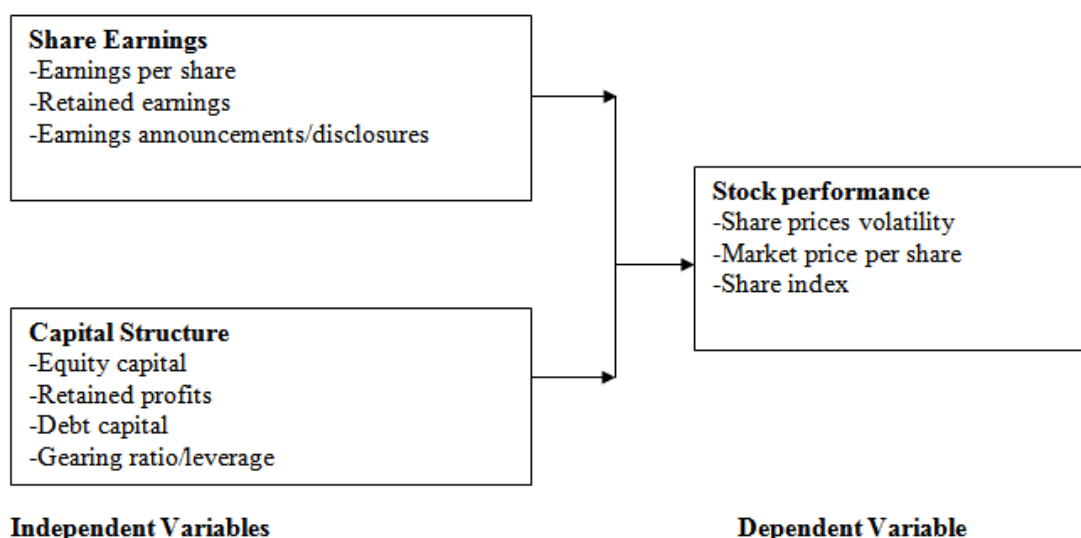 Share Earnings
-Earnings per share
-Retained earnings
-Earnings announcements/disclosures
Capital Structure
-Equity capital
-Retained profits
-Debt capital
-Gearing ratio/leverage
Stock performance
-Share prices volatility
-Market price per share
-Share index
Independent Variables
Dependent Variable